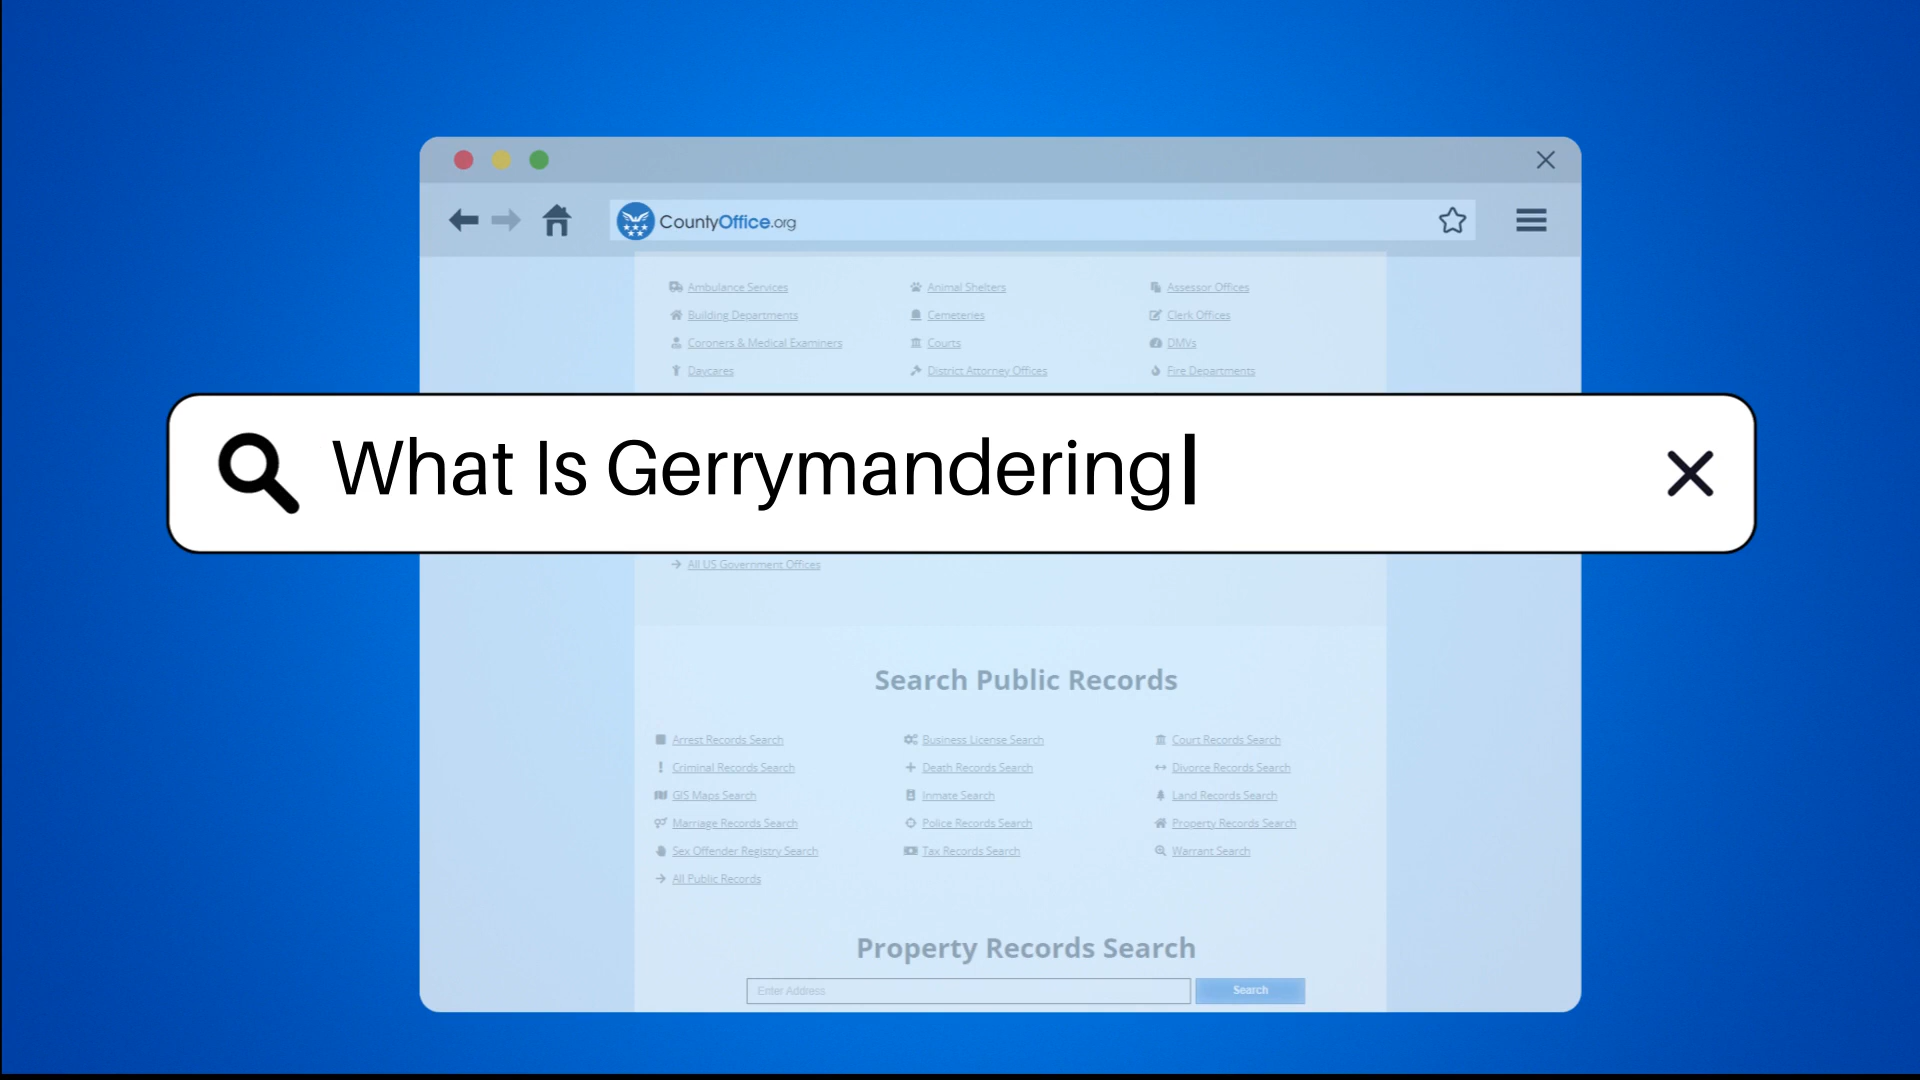 CountyOffice.org
Ambulance Services Animal Shelters Assessor Offices
Building Departments Cemeteries Clerk Offices
Coroners & Medical Examiners Courts DMVs
Daycares District Attorney Offices Fire Departments
What Is Gerrymandering
All US Government Offices
Search Public Records
Arrest Records Search Business License Search Court Records Search
Criminal Records Search Death Records Search Divorce Records Search
GIS Maps Search Inmate Search Land Records Search
Marriage Records Search Police Records Search Property Records Search
Sex Offender Registry Search Tax Records Search Warrant Search
All Public Records
Property Records Search
Enter Address Search